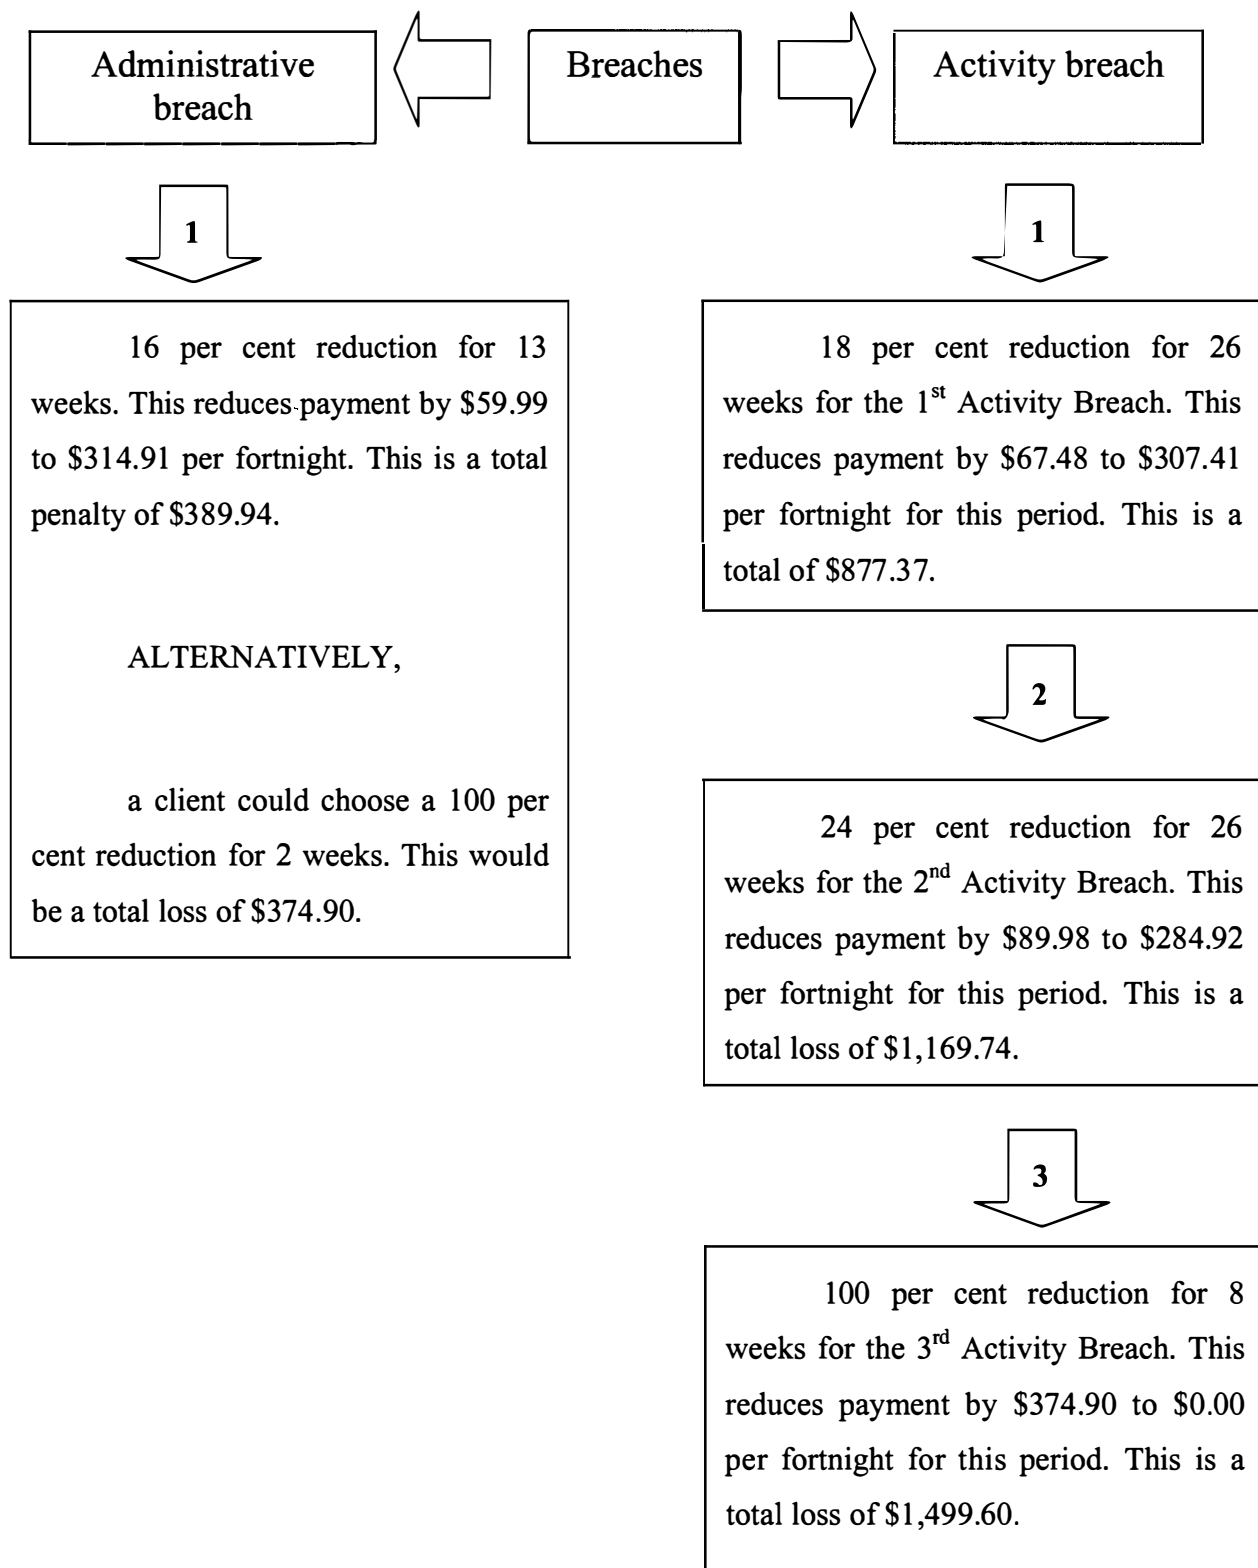 Administrative
breach
Breaches
Activity breach
1
16 per cent reduction for 13
weeks. This reduces payment by $59.99
to $314.91 per fortnight. This is a total
penalty of $389.94.
ALTERNATIVELY,
a client could choose a 100 per
cent reduction for 2 weeks. This would
be a total loss of $374.90.
1
18 per cent reduction for 26
weeks for the 1st Activity Breach. This
reduces payment by $67.48 to $307.41
per fortnight for this period. This is a
total of $877.37.
2
24 per cent reduction for 26
weeks for the 2nd Activity Breach. This
reduces payment by $89.98 to $284.92
per fortnight for this period. This is a
total loss of $1,169.74.
3
100 per cent reduction for 8
weeks for the 3rd Activity Breach. This
reduces payment by $374.90 to $0.00
per fortnight for this period. This is a
total loss of $1,499.60.